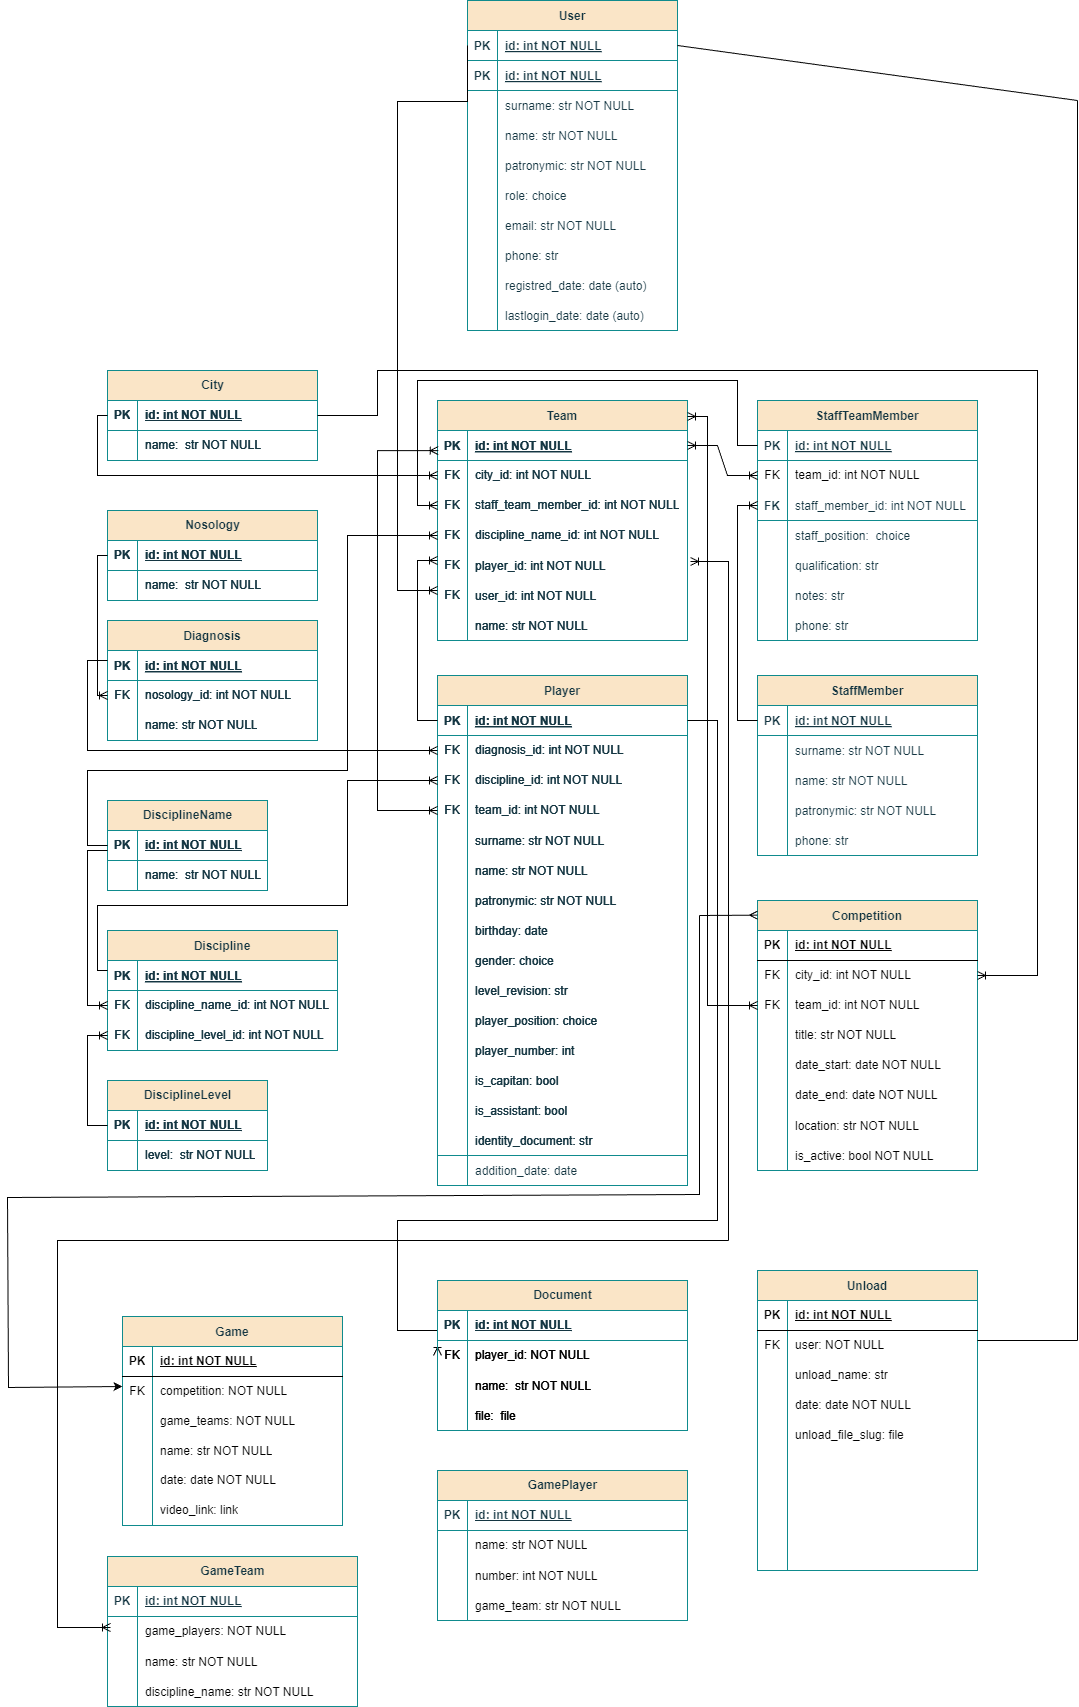 User
PK id: int NOT NULL
PK id: int NOT NULL
surname: str NOT NULL
name: str NOT NULL
patronymic: str NOT NULL
role: choice
email: str NOT NULL
phone: str
registred_date: date (auto)
lastlogin_date: date (auto)
City
PK id: int NOT NULL
name: str NOT NULL
Team
PK id: int NOT NULL
FK city_id: int NOT NULL
FK staff_team_member_id: int NOT NULL
FK discipline_name_id: int NOT NULL
FK player_id: int NOT NULL
FK user_id: int NOT NULL
name: str NOT NULL
StaffTeamMember
PK id: int NOT NULL
FK team_id: int NOT NULL
FK staff_member_id: int NOT NULL
staff_position: choice
qualification: str
notes: str
phone: str
Nosology
PK id: int NOT NULL
name: str NOT NULL
Diagnosis
PK id: int NOT NULL
FK nosology_id: int NOT NULL
name: str NOT NULL
Player
PK id: int NOT NULL
FK diagnosis_id: int NOT NULL
FK discipline_id: int NOT NULL
FK team_id: int NOT NULL
surname: str NOT NULL
name: str NOT NULL
patronymic: str NOT NULL
birthday: date
gender: choice
level_revision: str
player_position: choice
player_number: int
is_capitan: bool
is_assistant: bool
identity_document: str
addition_date: date
StaffMember
PK id: int NOT NULL
surname: str NOT NULL
name: str NOT NULL
patronymic: str NOT NULL
phone: str
DisciplineName
PK id: int NOT NULL
name: str NOT NULL
Discipline
PK id: int NOT NULL
FK discipline_name_id: int NOT NULL
FK discipline_level_id: int NOT NULL
DisciplineLevel
PK id: int NOT NULL
level: str NOT NULL
Competition
PK id: int NOT NULL
FK city_id: int NOT NULL
FK team_id: int NOT NULL
title: str NOT NULL
date_start: date NOT NULL
date_end: date NOT NULL
location: str NOT NULL
is_active: bool NOT NULL
Game
PK id: int NOT NULL
FK competition: NOT NULL
game_teams: NOT NULL
name: str NOT NULL
date: date NOT NULL
video_link: link
Document
PK id: int NOT NULL
FK player_id: NOT NULL
name: str NOT NULL
file: file
Unload
PK id: int NOT NULL
FK user: NOT NULL
unload_name: str
date: date NOT NULL
unload_file_slug: file
GamePlayer
PK id: int NOT NULL
name: str NOT NULL
number: int NOT NULL
game_team: str NOT NULL
GameTeam
PK id: int NOT NULL
game_players: NOT NULL
name: str NOT NULL
discipline_name: str NOT NULL